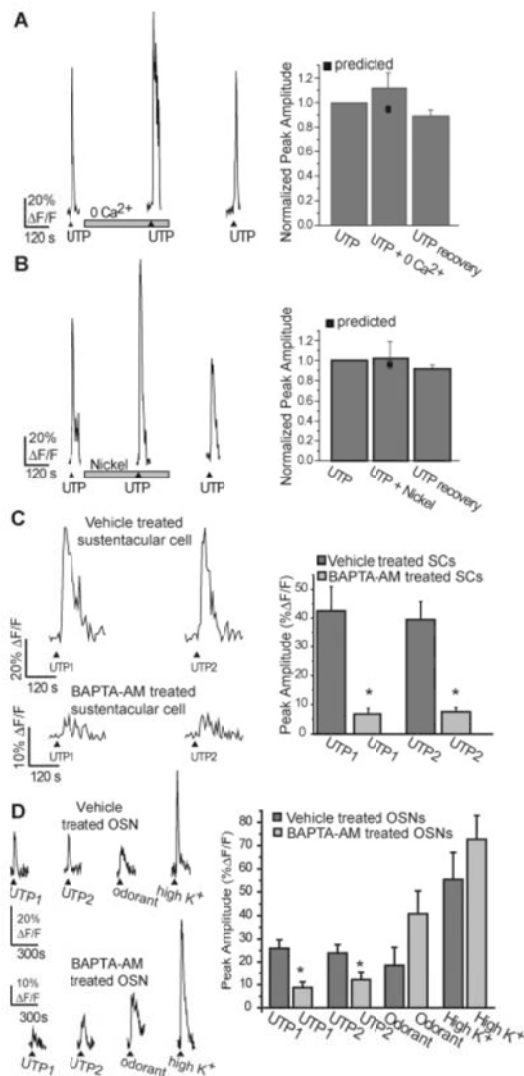 A
20%
ΔF/F
120 s
0 Ca2+
UTP
UTP
UTP
Normalized Peak Amplitude
1.2
1.0
0.8
0.6
0.4
0.2
0.0
predicted
UTP
UTP + 0 Ca2+
UTP recovery
B
20%
ΔF/F
120 s
Nickel
UTP
UTP
UTP
Normalized Peak Amplitude
1.4
1.2
1.0
0.8
0.6
0.4
0.2
0.0
predicted
UTP
UTP + Nickel
UTP recovery
C
Vehicle treated
sustentacular cell
20% ΔF/F
120 s
UTP1
UTP2
BAPTA-AM treated
sustentacular cell
10% ΔF/F
120 s
UTP1
UTP2
Vehicle treated SCs
BAPTA-AM treated SCs
Peak Amplitude (%ΔF/F)
50
40
30
20
10
0
*
*
UTP1
UTP1
UTP2
UTP2
D
Vehicle
treated OSN
UTP1
UTP2
odorant
high K+
20%
ΔF/F
300s
BAPTA-AM
treated OSN
10%
ΔF/F
300s
UTP1
UTP2
odorant
high K+
Vehicle treated OSNs
BAPTA-AM treated OSNs
Peak Amplitude (%ΔF/F)
80
70
60
50
40
30
20
10
0
*
*
UTP1
UTP1
UTP2
UTP2
Odorant
Odorant
High K+
High K+